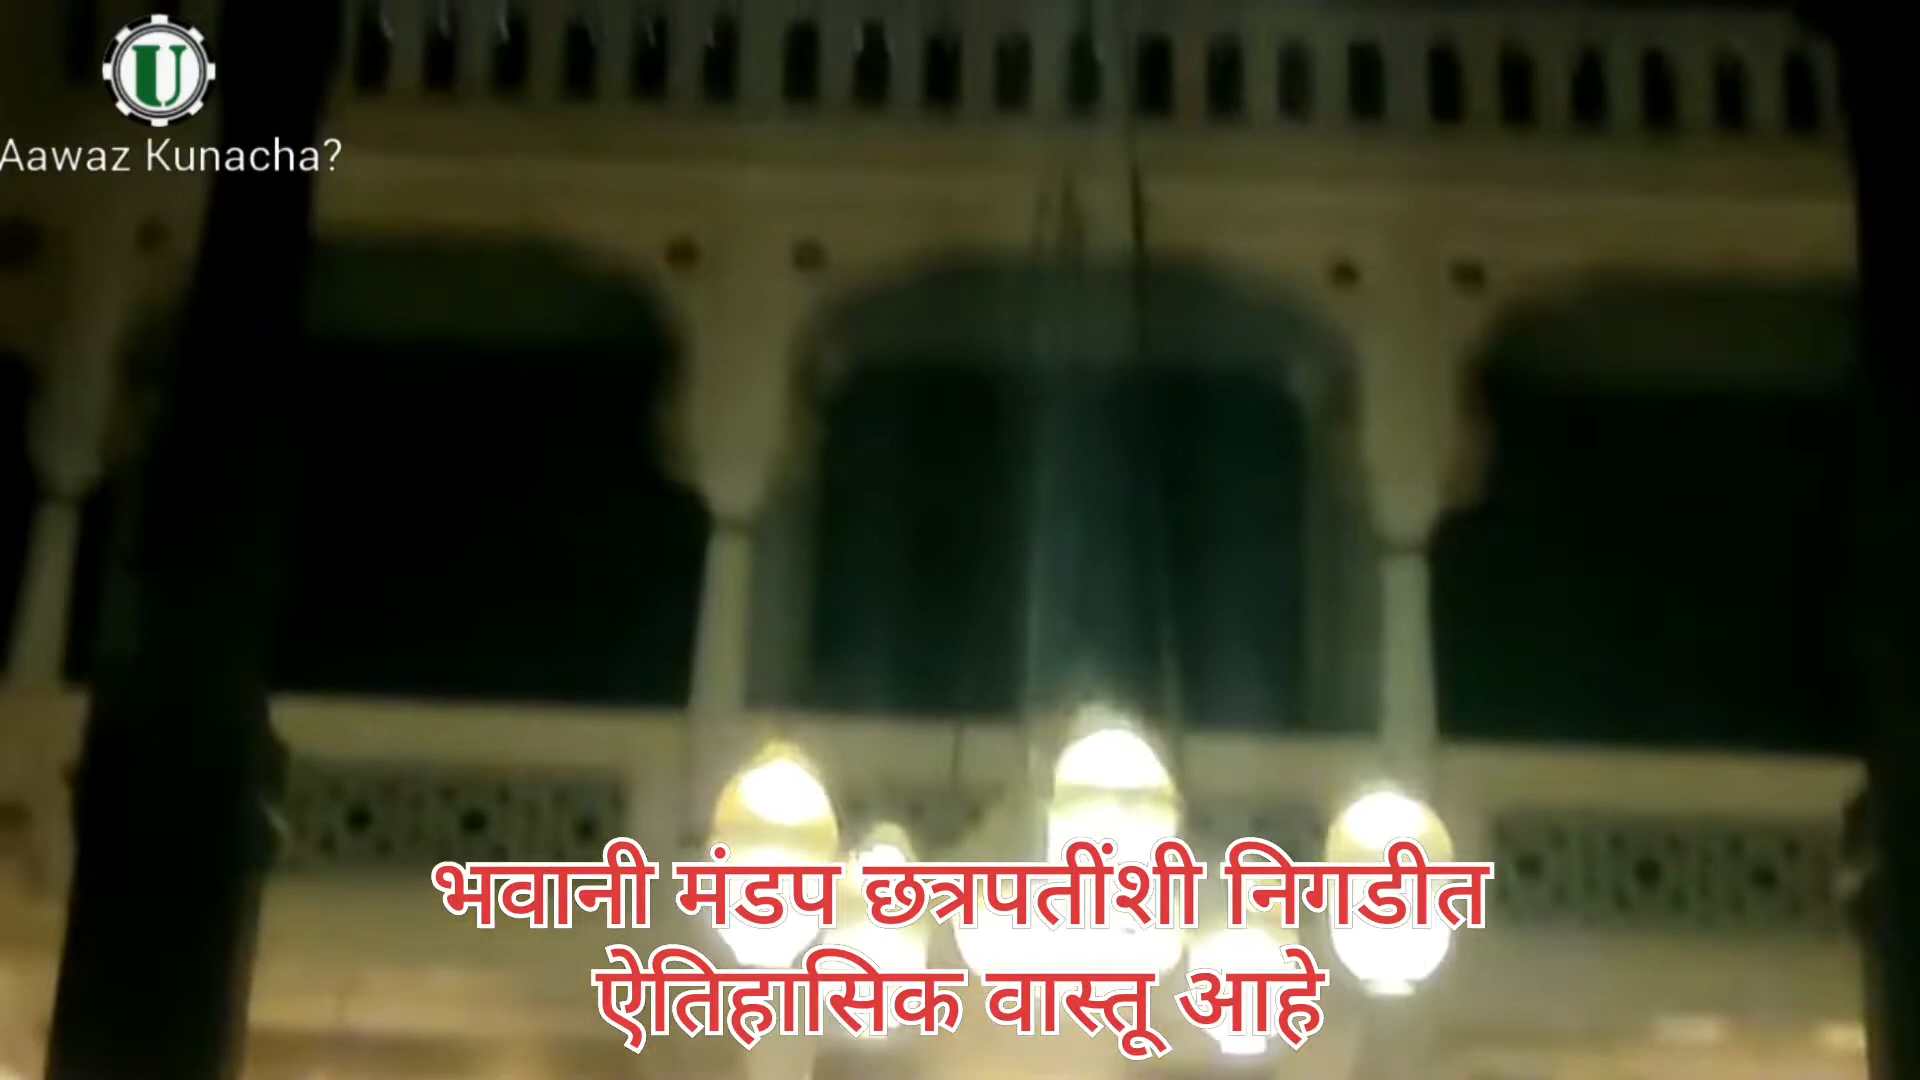 U
Aawaz Kunacha?
भवानी मंडप छत्रपतींशी निगडीत
ऐतिहासिक वास्तू आहे